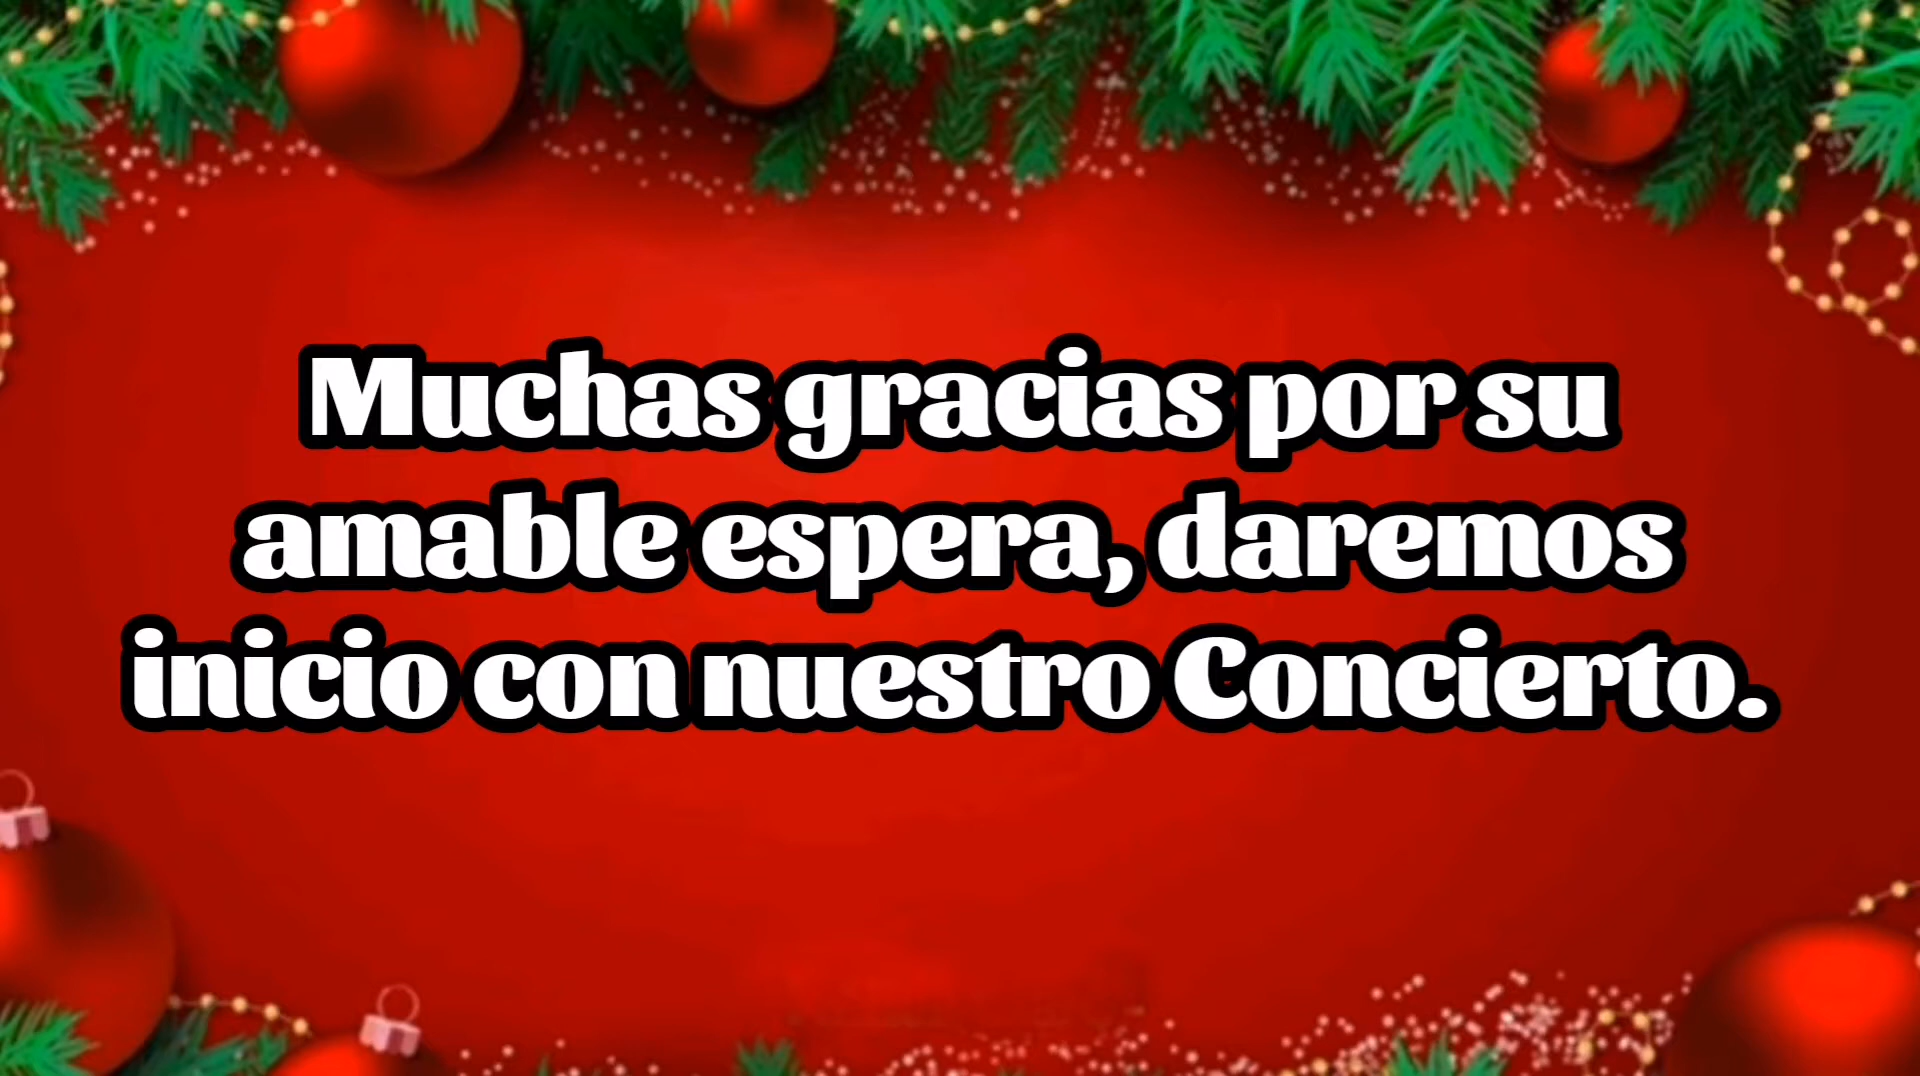 Muchas gracias por su
amable espera, daremos
inicio con nuestro Concierto.